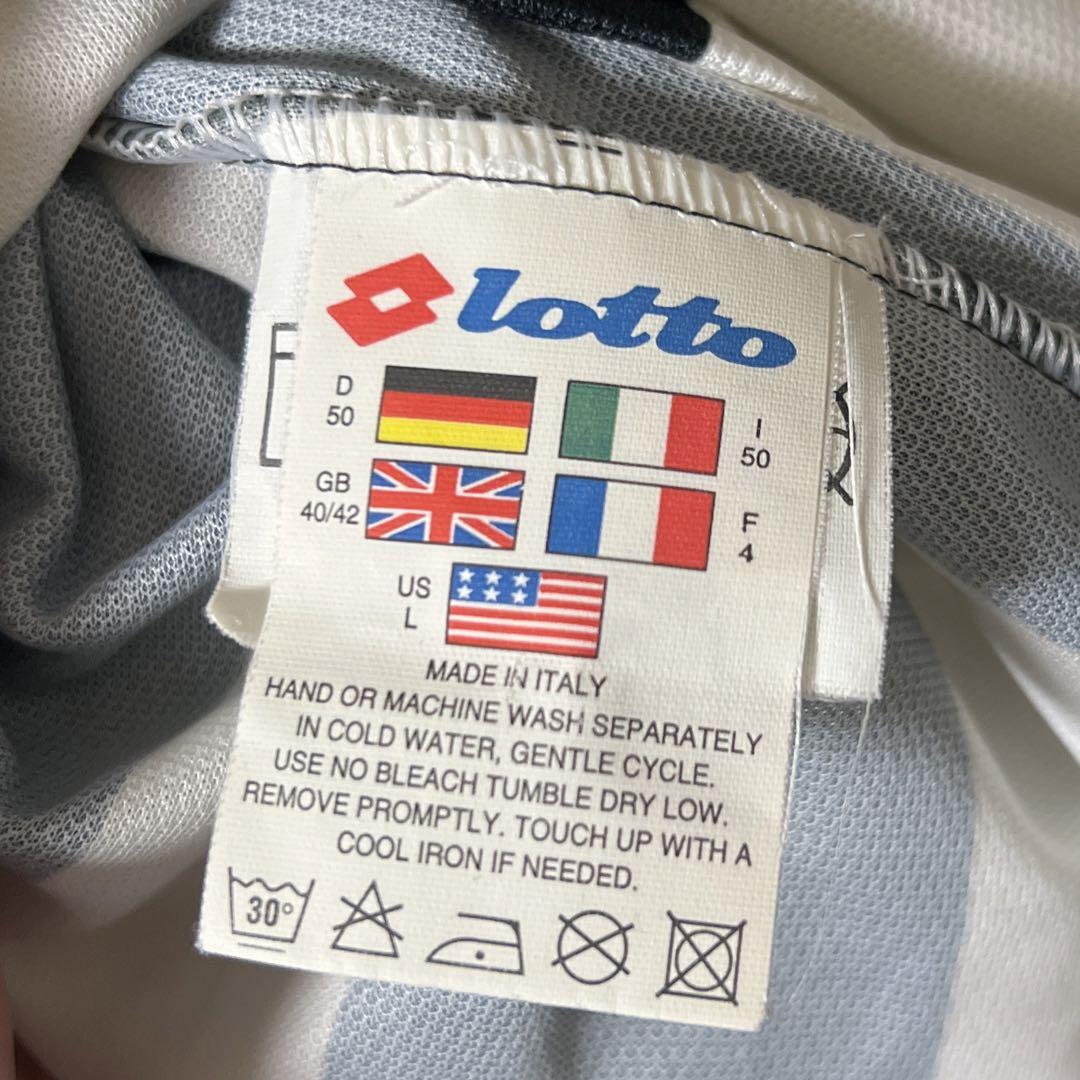 lotto
D
50
I
50
GB
40/42
F
4
US
L
MADE IN ITALY
HAND OR MACHINE WASH SEPARATELY
IN COLD WATER, GENTLE CYCLE.
USE NO BLEACH TUMBLE DRY LOW.
REMOVE PROMPTLY. TOUCH UP WITH A
COOL IRON IF NEEDED.
30°